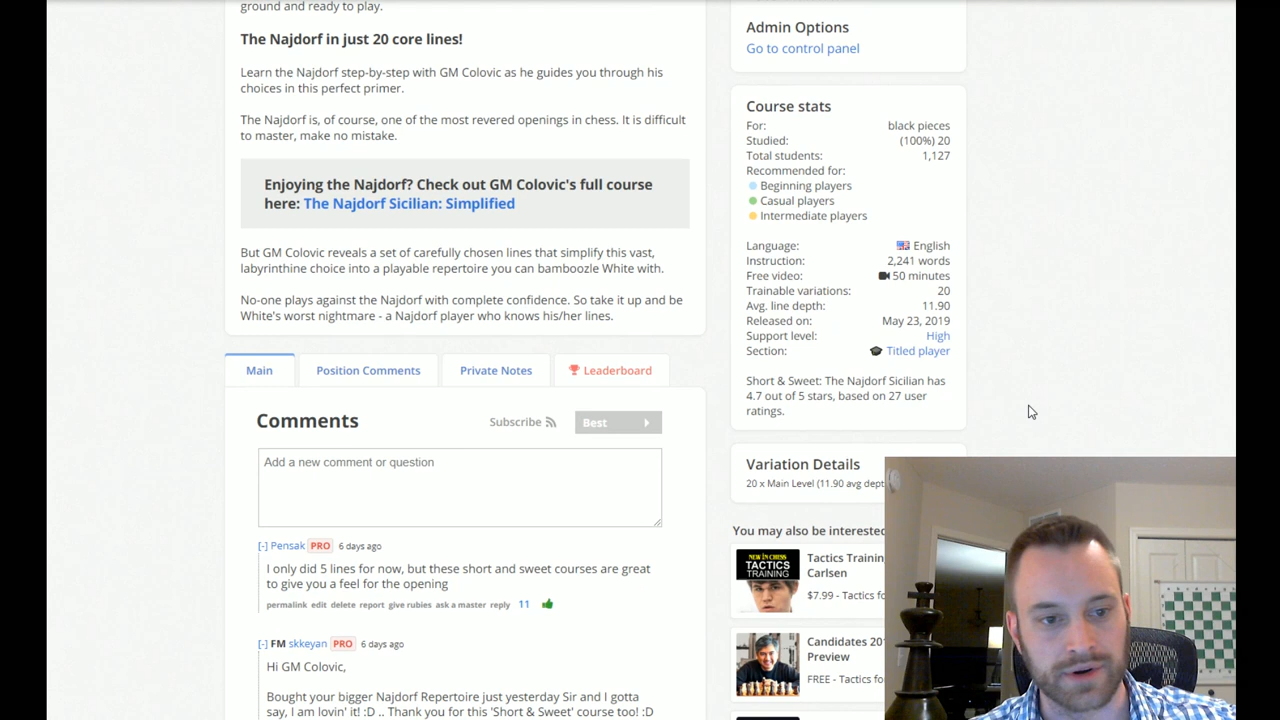 ground and ready to play.
The Najdorf in just 20 core lines!
Learn the Najdorf step-by-step with GM Colovic as he guides you through his
choices in this perfect primer.
The Najdorf is, of course, one of the most revered openings in chess. It is difficult
to master, make no mistake.
Enjoying the Najdorf? Check out GM Colovic's full course
here: The Najdorf Sicilian: Simplified
But GM Colovic reveals a set of carefully chosen lines that simplify this vast,
labyrinthine choice into a playable repertoire you can bamboozle White with.
No-one plays against the Najdorf with complete confidence. So take it up and be
White's worst nightmare - a Najdorf player who knows his/her lines.
Main
Position Comments
Private Notes
Leaderboard
Comments
Subscribe
Best
Add a new comment or question
[-] Pensak PRO 6 days ago
I only did 5 lines for now, but these short and sweet courses are great
to give you a feel for the opening
permalink edit delete report give rubies ask a master reply 11
[-] FM skkeyan PRO 6 days ago
Hi GM Colovic,
Bought your bigger Najdorf Repertoire just yesterday Sir and I gotta
say, I am lovin' it! :D .. Thank you for this 'Short & Sweet' course too! :D
Admin Options
Go to control panel
Course stats
For: black pieces
Studied: (100%) 20
Total students: 1,127
Recommended for:
Beginning players
Casual players
Intermediate players
Language: English
Instruction: 2,241 words
Free video: 50 minutes
Trainable variations: 20
Avg. line depth: 11.90
Released on: May 23, 2019
Support level: High
Section: Titled player
Short & Sweet: The Najdorf Sicilian has
4.7 out of 5 stars, based on 27 user
ratings.
Variation Details
20 x Main Level (11.90 avg dept
You may also be interested
NEW IN CHESS
TACTICS
TRAINING
Tactics Training
Carlsen
$7.99 - Tactics fo
Candidates 201
Preview
FREE - Tactics fo